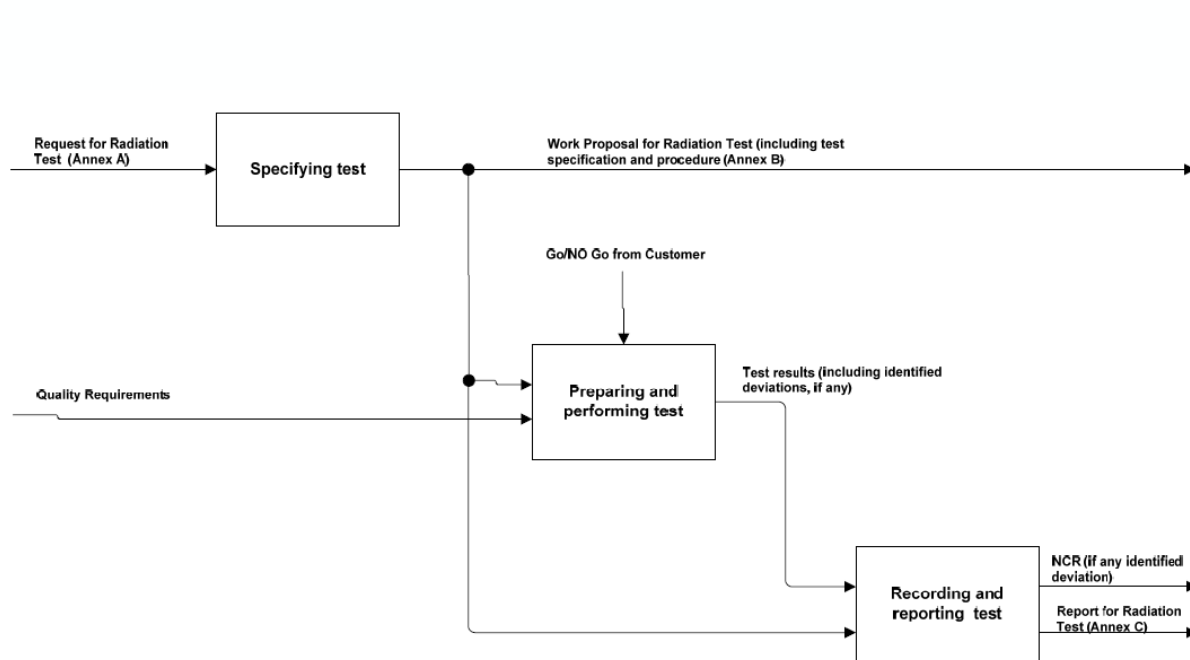 Request for Radiation
Test (Annex A)
Specifying test
Work Proposal for Radiation Test (including test
specification and procedure (Annex B)
Go/NO Go from Customer
Quality Requirements
Preparing and
performing test
Test results (including identified
deviations, if any)
Recording and
reporting test
NCR (if any identified
deviation)
Report for Radiation
Test (Annex C)